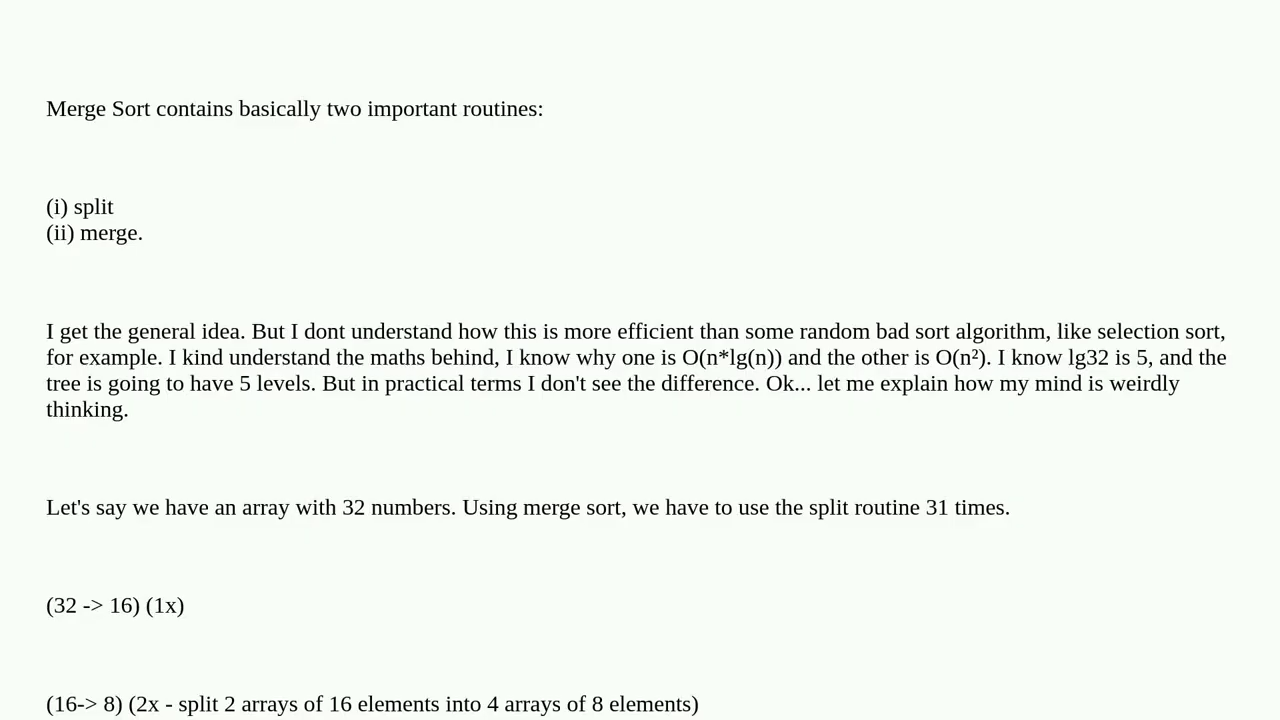 Merge Sort contains basically two important routines:
(i) split
(ii) merge.
I get the general idea. But I dont understand how this is more efficient than some random bad sort algorithm, like selection sort,
for example. I kind understand the maths behind, I know why one is O(n*lg(n)) and the other is O(n²). I know lg32 is 5, and the
tree is going to have 5 levels. But in practical terms I don't see the difference. Ok... let me explain how my mind is weirdly
thinking.
Let's say we have an array with 32 numbers. Using merge sort, we have to use the split routine 31 times.
(32 -> 16) (1x)
(16-> 8) (2x - split 2 arrays of 16 elements into 4 arrays of 8 elements)